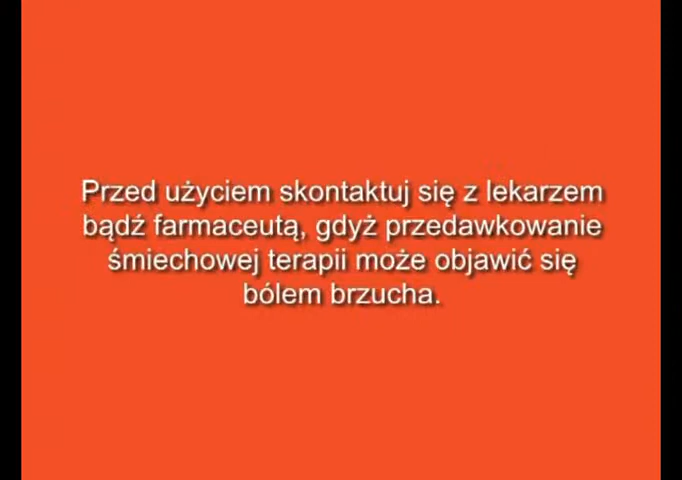 Przed użyciem skontaktuj się z lekarzem
bądź farmaceutą, gdyż przedawkowanie
śmiechowej terapii może objawić się
bólem brzucha.